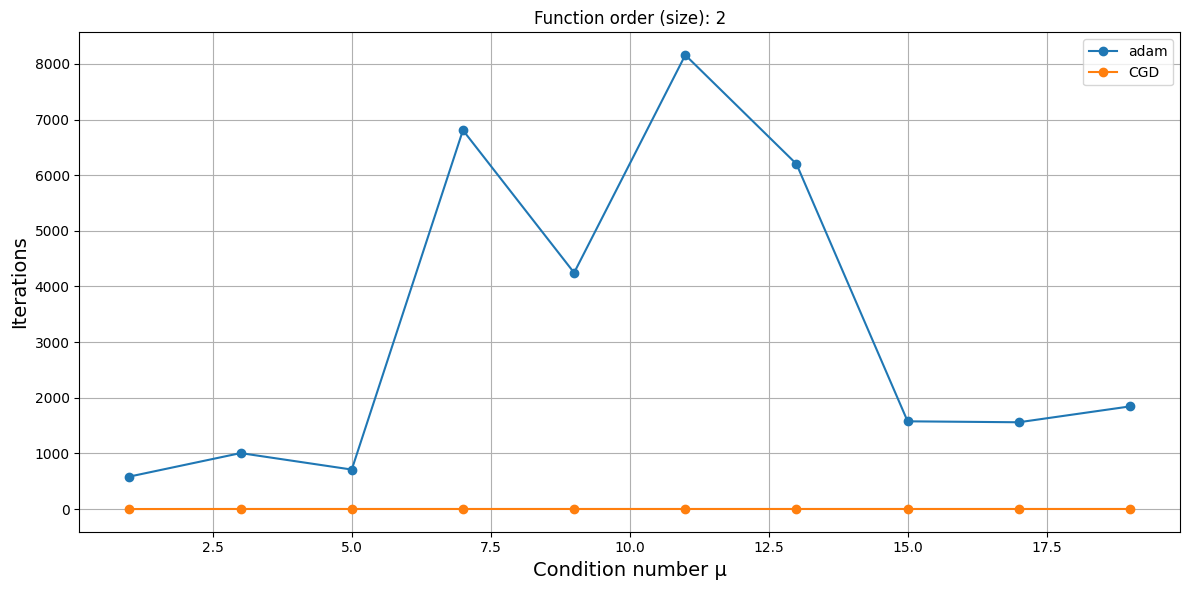 Function order (size): 2
adam
CGD
8000
7000
6000
5000
4000
3000
2000
1000
0
Iterations
2.5 5.0 7.5 10.0 12.5 15.0 17.5
Condition number μ